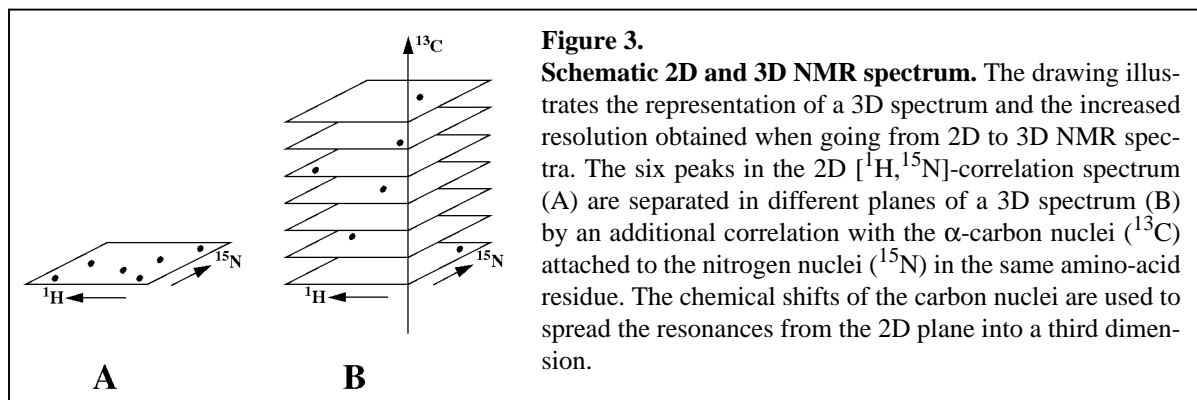 ¹³C
¹⁵N
¹H
A
¹⁵N
¹H
B
Figure 3.
Schematic 2D and 3D NMR spectrum. The drawing illus-
trates the representation of a 3D spectrum and the increased
resolution obtained when going from 2D to 3D NMR spec-
tra. The six peaks in the 2D [¹H,¹⁵N]-correlation spectrum
(A) are separated in different planes of a 3D spectrum (B)
by an additional correlation with the α-carbon nuclei (¹³C)
attached to the nitrogen nuclei (¹⁵N) in the same amino-acid
residue. The chemical shifts of the carbon nuclei are used to
spread the resonances from the 2D plane into a third dimen-
sion.